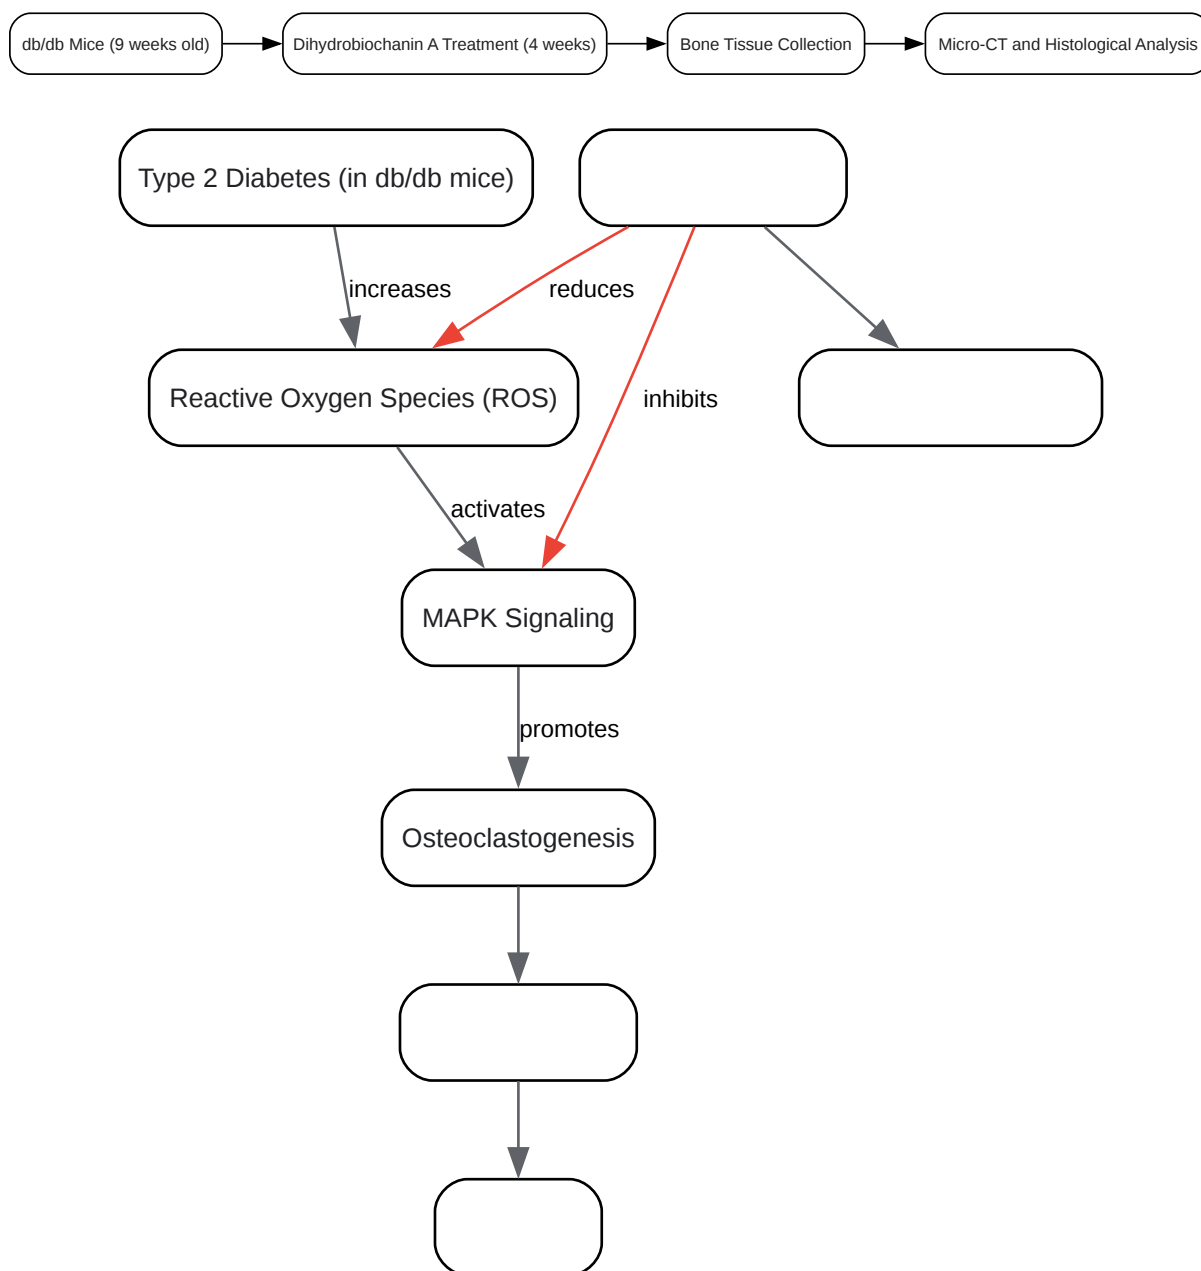 db/db Mice (9 weeks old)
Dihydrobiochanin A Treatment (4 weeks)
Bone Tissue Collection
Micro-CT and Histological Analysis
Type 2 Diabetes (in db/db mice)
increases
reduces
Reactive Oxygen Species (ROS)
inhibits
activates
MAPK Signaling
promotes
Osteoclastogenesis